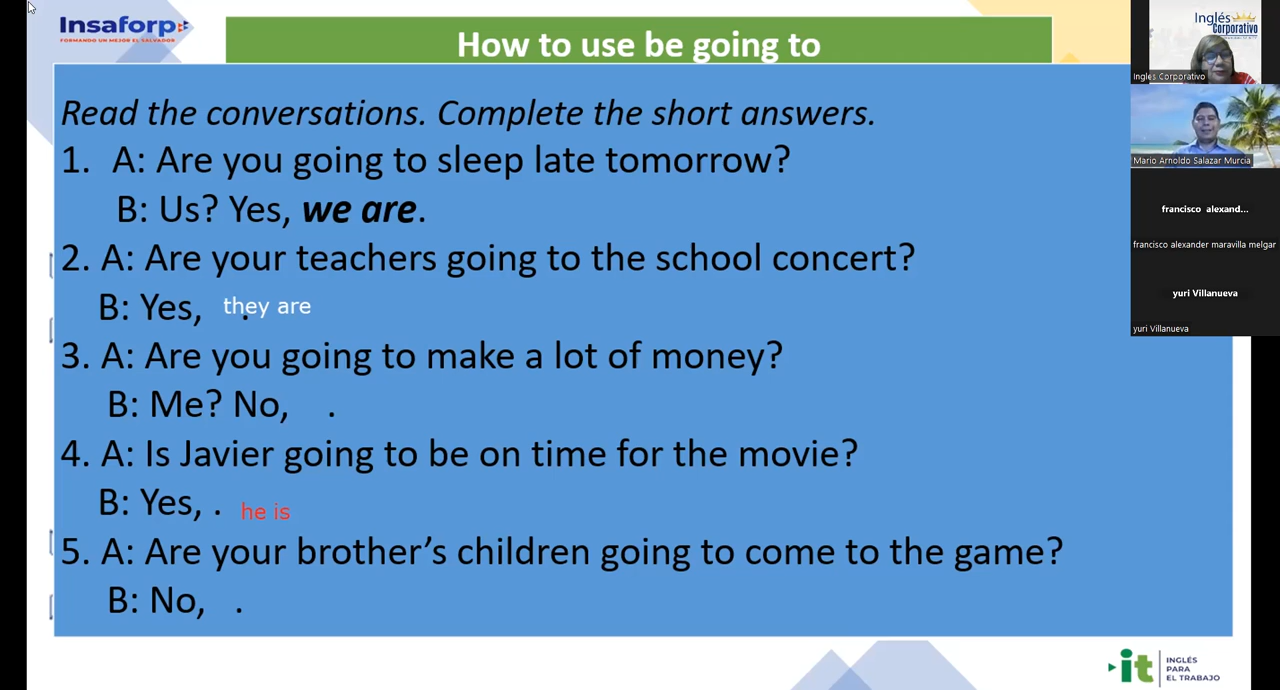 Insaforp
FORMANDO UN MEJOR EL SALVADOR
How to use be going to
Read the conversations. Complete the short answers.
1. A: Are you going to sleep late tomorrow?
B: Us? Yes, we are.
2. A: Are your teachers going to the school concert?
B: Yes, they are .
3. A: Are you going to make a lot of money?
B: Me? No, .
4. A: Is Javier going to be on time for the movie?
B: Yes, . he is
5. A: Are your brother’s children going to come to the game?
B: No, .
Inglés
Corporativo
Ingles Corporativo
Mario Arnoldo Salazar Murcia
francisco alexand...
francisco alexander maravilla melgar
yuri Villanueva
yuri Villanueva
it
INGLÉS
PARA
EL TRABAJO